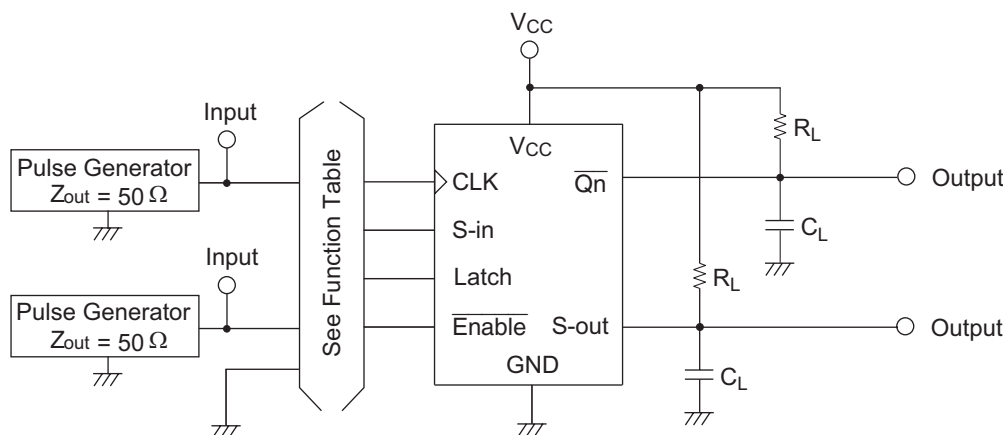 VCC
Input
RL
Pulse Generator
Zout = 50 Ω
VCC
CLK
Qn
Output
S-in
CL
See Function Table
Input
Latch
RL
Pulse Generator
Zout = 50 Ω
Enable
S-out
Output
GND
CL